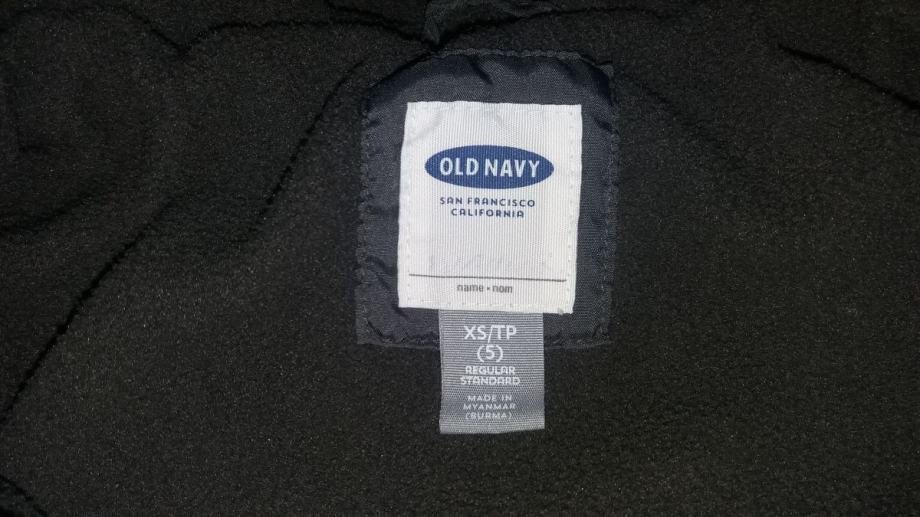 OLD NAVY
SAN FRANCISCO
CALIFORNIA
name • nom
XS/TP
(5)
REGULAR
STANDARD
MADE IN
MYANMAR
(BURMA)